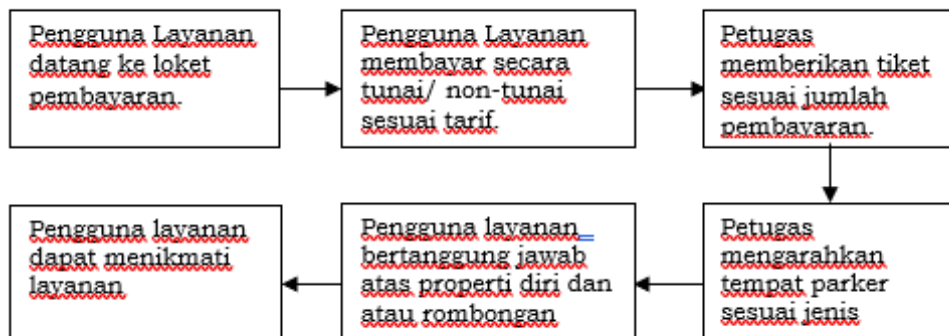 Pengguna Layanan
datang ke loket
pembayaran.
Pengguna Layanan
membayar secara
tunai/ non-tunai
sesuai tarif.
Petugas
memberikan tiket
sesuai jumlah
pembayaran.
Petugas
mengarahkan
tempat parker
sesuai jenis
Pengguna layanan
bertanggung jawab
atas properti diri dan
atau rombongan
Pengguna layanan
dapat menikmati
layanan